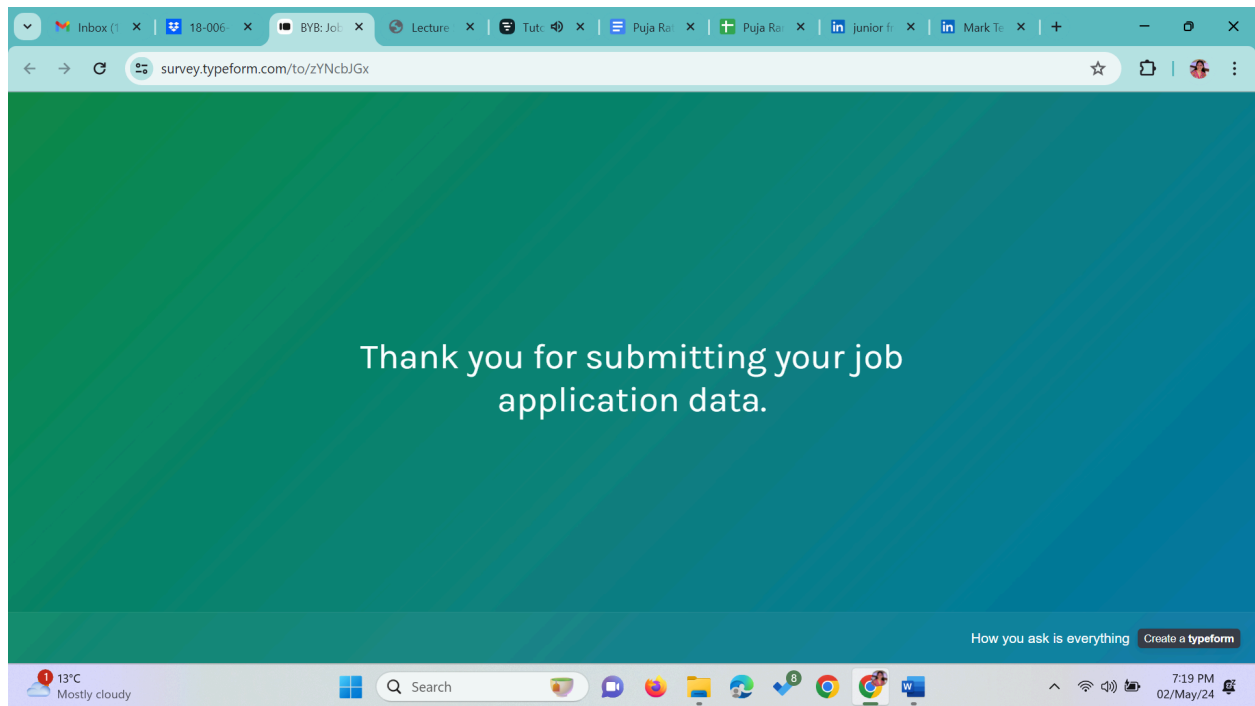 Inbox (1
18-006-
BYB: Job
Lecture
Tuto
Puja Ra
Puja Ra
junior f
Mark Te
survey.typeform.com/to/zYNcbJGx
Thank you for submitting your job
application data.
How you ask is everything Create a typeform
1
13°C
Mostly cloudy
Search
8
7:19 PM
02/May/24